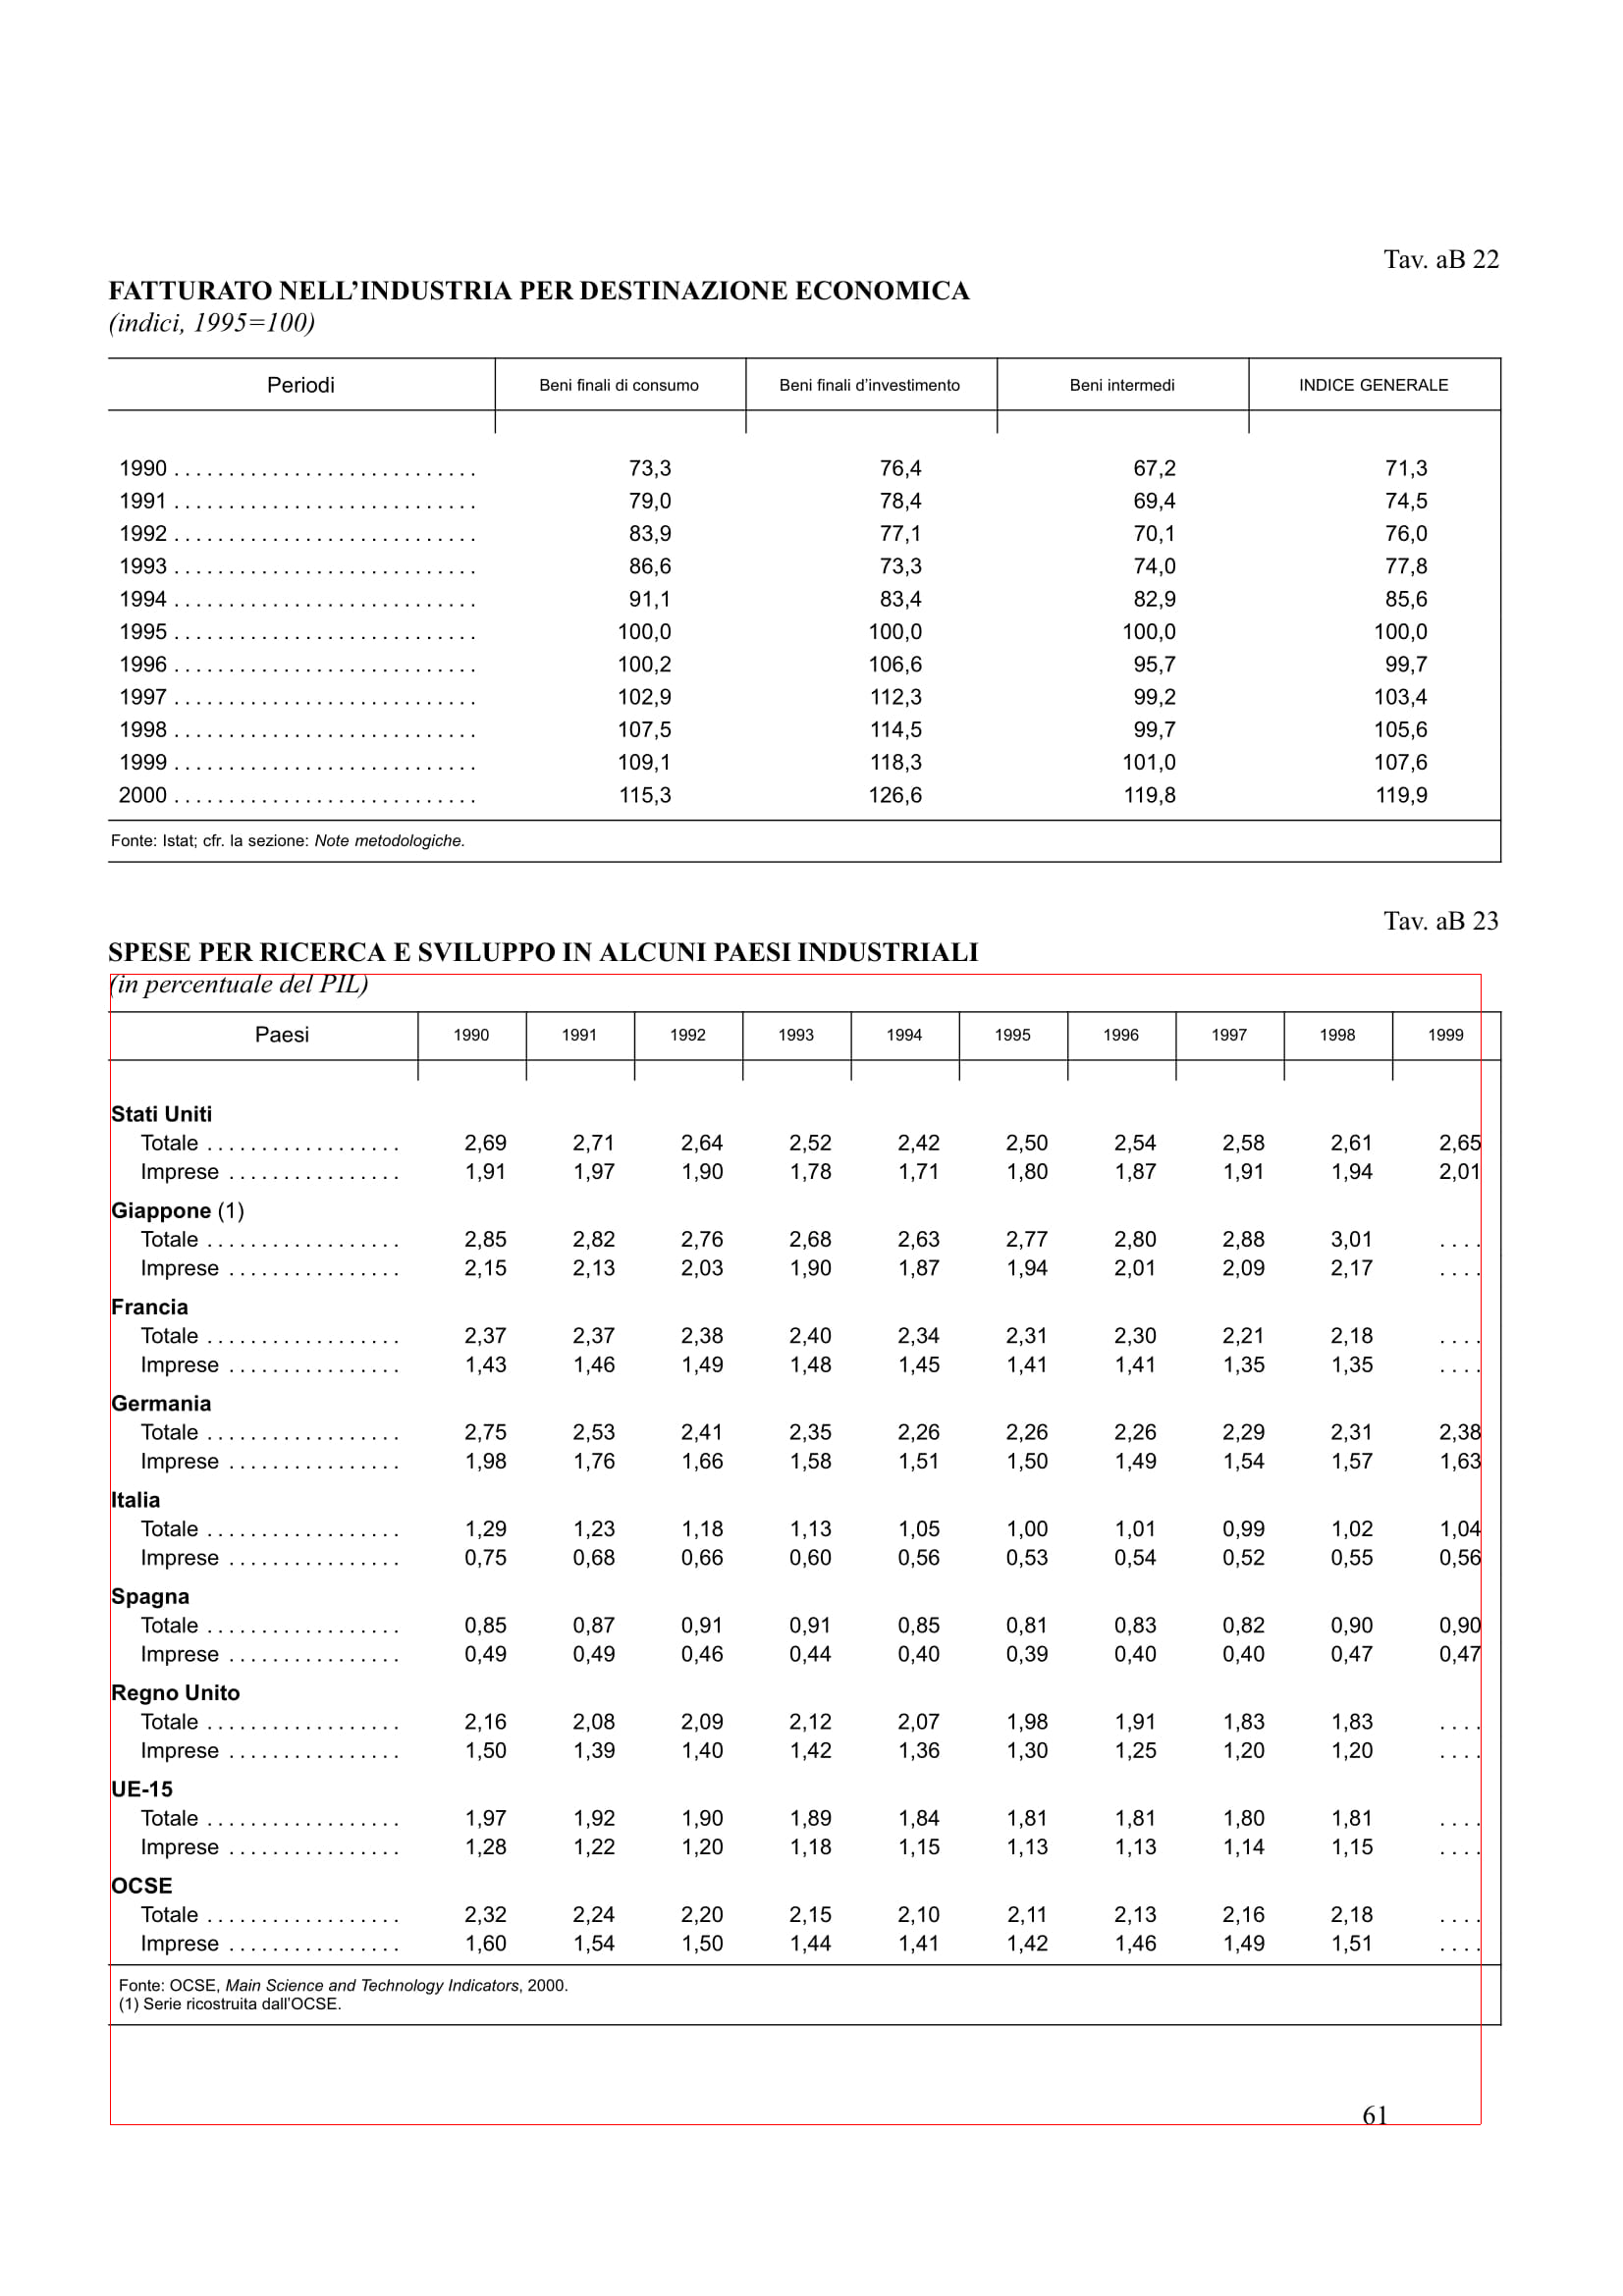 Tav. aB 22
FATTURATO NELL’INDUSTRIA PER DESTINAZIONE ECONOMICA
(indici, 1995=100)
Periodi Beni finali di consumo Beni finali d’investimento Beni intermedi INDICE GENERALE
1990 . . . . . . . . . . . . . . . . . . . . . . . . . . . . 73,3 76,4 67,2 71,3
1991 . . . . . . . . . . . . . . . . . . . . . . . . . . . . 79,0 78,4 69,4 74,5
1992 . . . . . . . . . . . . . . . . . . . . . . . . . . . . 83,9 77,1 70,1 76,0
1993 . . . . . . . . . . . . . . . . . . . . . . . . . . . . 86,6 73,3 74,0 77,8
1994 . . . . . . . . . . . . . . . . . . . . . . . . . . . . 91,1 83,4 82,9 85,6
1995 . . . . . . . . . . . . . . . . . . . . . . . . . . . . 100,0 100,0 100,0 100,0
1996 . . . . . . . . . . . . . . . . . . . . . . . . . . . . 100,2 106,6 95,7 99,7
1997 . . . . . . . . . . . . . . . . . . . . . . . . . . . . 102,9 112,3 99,2 103,4
1998 . . . . . . . . . . . . . . . . . . . . . . . . . . . . 107,5 114,5 99,7 105,6
1999 . . . . . . . . . . . . . . . . . . . . . . . . . . . . 109,1 118,3 101,0 107,6
2000 . . . . . . . . . . . . . . . . . . . . . . . . . . . . 115,3 126,6 119,8 119,9
Fonte: Istat; cfr. la sezione: Note metodologiche.
Tav. aB 23
SPESE PER RICERCA E SVILUPPO IN ALCUNI PAESI INDUSTRIALI
(in percentuale del PIL)
Paesi 1990 1991 1992 1993 1994 1995 1996 1997 1998 1999
Stati Uniti
Totale . . . . . . . . . . . . . . . . . . 2,69 2,71 2,64 2,52 2,42 2,50 2,54 2,58 2,61 2,65
Imprese . . . . . . . . . . . . . . . . 1,91 1,97 1,90 1,78 1,71 1,80 1,87 1,91 1,94 2,01
Giappone (1)
Totale . . . . . . . . . . . . . . . . . . 2,85 2,82 2,76 2,68 2,63 2,77 2,80 2,88 3,01 . . . .
Imprese . . . . . . . . . . . . . . . . 2,15 2,13 2,03 1,90 1,87 1,94 2,01 2,09 2,17 . . . .
Francia
Totale . . . . . . . . . . . . . . . . . . 2,37 2,37 2,38 2,40 2,34 2,31 2,30 2,21 2,18 . . . .
Imprese . . . . . . . . . . . . . . . . 1,43 1,46 1,49 1,48 1,45 1,41 1,41 1,35 1,35 . . . .
Germania
Totale . . . . . . . . . . . . . . . . . . 2,75 2,53 2,41 2,35 2,26 2,26 2,26 2,29 2,31 2,38
Imprese . . . . . . . . . . . . . . . . 1,98 1,76 1,66 1,58 1,51 1,50 1,49 1,54 1,57 1,63
Italia
Totale . . . . . . . . . . . . . . . . . . 1,29 1,23 1,18 1,13 1,05 1,00 1,01 0,99 1,02 1,04
Imprese . . . . . . . . . . . . . . . . 0,75 0,68 0,66 0,60 0,56 0,53 0,54 0,52 0,55 0,56
Spagna
Totale . . . . . . . . . . . . . . . . . . 0,85 0,87 0,91 0,91 0,85 0,81 0,83 0,82 0,90 0,90
Imprese . . . . . . . . . . . . . . . . 0,49 0,49 0,46 0,44 0,40 0,39 0,40 0,40 0,47 0,47
Regno Unito
Totale . . . . . . . . . . . . . . . . . . 2,16 2,08 2,09 2,12 2,07 1,98 1,91 1,83 1,83 . . . .
Imprese . . . . . . . . . . . . . . . . 1,50 1,39 1,40 1,42 1,36 1,30 1,25 1,20 1,20 . . . .
UE-15
Totale . . . . . . . . . . . . . . . . . . 1,97 1,92 1,90 1,89 1,84 1,81 1,81 1,80 1,81 . . . .
Imprese . . . . . . . . . . . . . . . . 1,28 1,22 1,20 1,18 1,15 1,13 1,13 1,14 1,15 . . . .
OCSE
Totale . . . . . . . . . . . . . . . . . . 2,32 2,24 2,20 2,15 2,10 2,11 2,13 2,16 2,18 . . . .
Imprese . . . . . . . . . . . . . . . . 1,60 1,54 1,50 1,44 1,41 1,42 1,46 1,49 1,51 . . . .
Fonte: OCSE, Main Science and Technology Indicators, 2000.
(1) Serie ricostruita dall’OCSE.
61